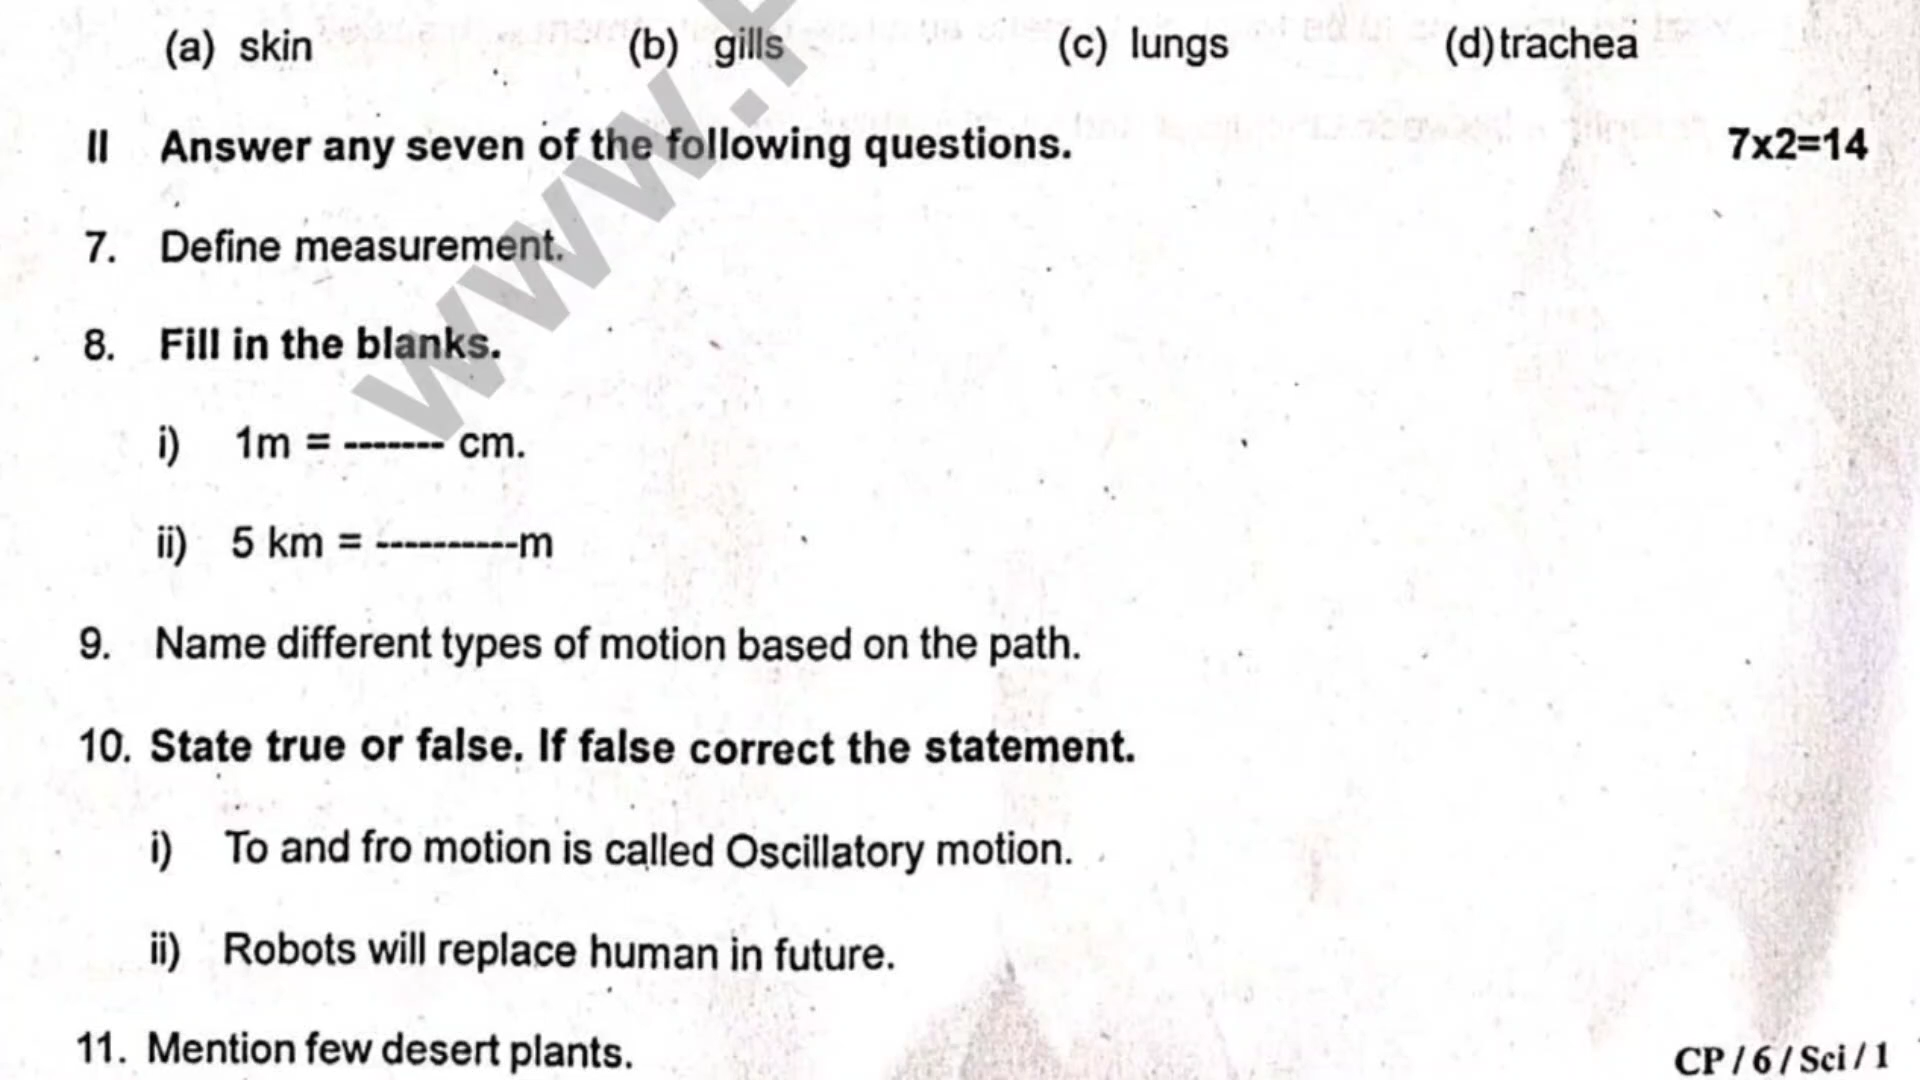 (a) skin (b) gills (c) lungs (d) trachea
II Answer any seven of the following questions. 7x2=14
7. Define measurement.
8. Fill in the blanks.
i) 1m = ------- cm.
ii) 5 km = ----------m
9. Name different types of motion based on the path.
10. State true or false. If false correct the statement.
i) To and fro motion is called Oscillatory motion.
ii) Robots will replace human in future.
11. Mention few desert plants.
CP / 6 / Sci / 1
www.